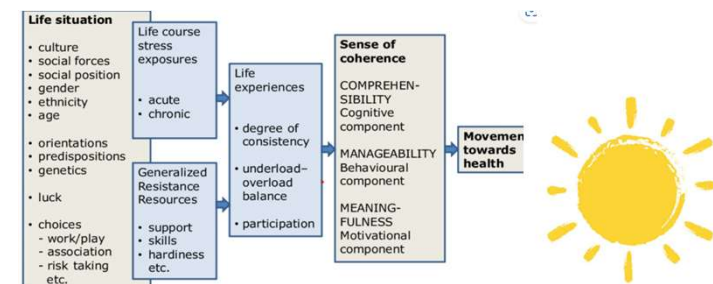 Life situation
• culture
• social forces
• social position
• gender
• ethnicity
• age
• orientations
• predispositions
• genetics
• luck
• choices
- work/play
- association
- risk taking
etc.
Life course
stress
exposures
• acute
• chronic
Generalized
Resistance
Resources
• support
• skills
• hardiness
etc.
Life
experiences
• degree of
consistency
• underload–
overload
balance
• participation
Sense of
coherence
COMPREHEN-
SIBILITY
Cognitive
component
MANAGEABILITY
Behavioural
component
MEANING-
FULNESS
Motivational
component
Movemen
towards
health